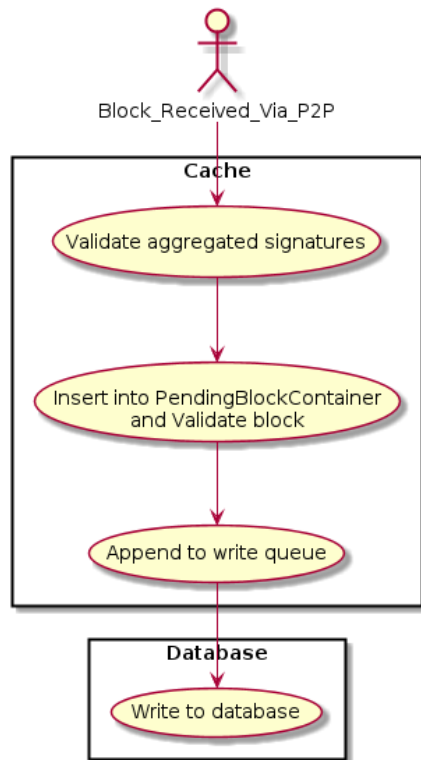 Block_Received_Via_P2P
Cache
Validate aggregated signatures
Insert into PendingBlockContainer
and Validate block
Append to write queue
Database
Write to database